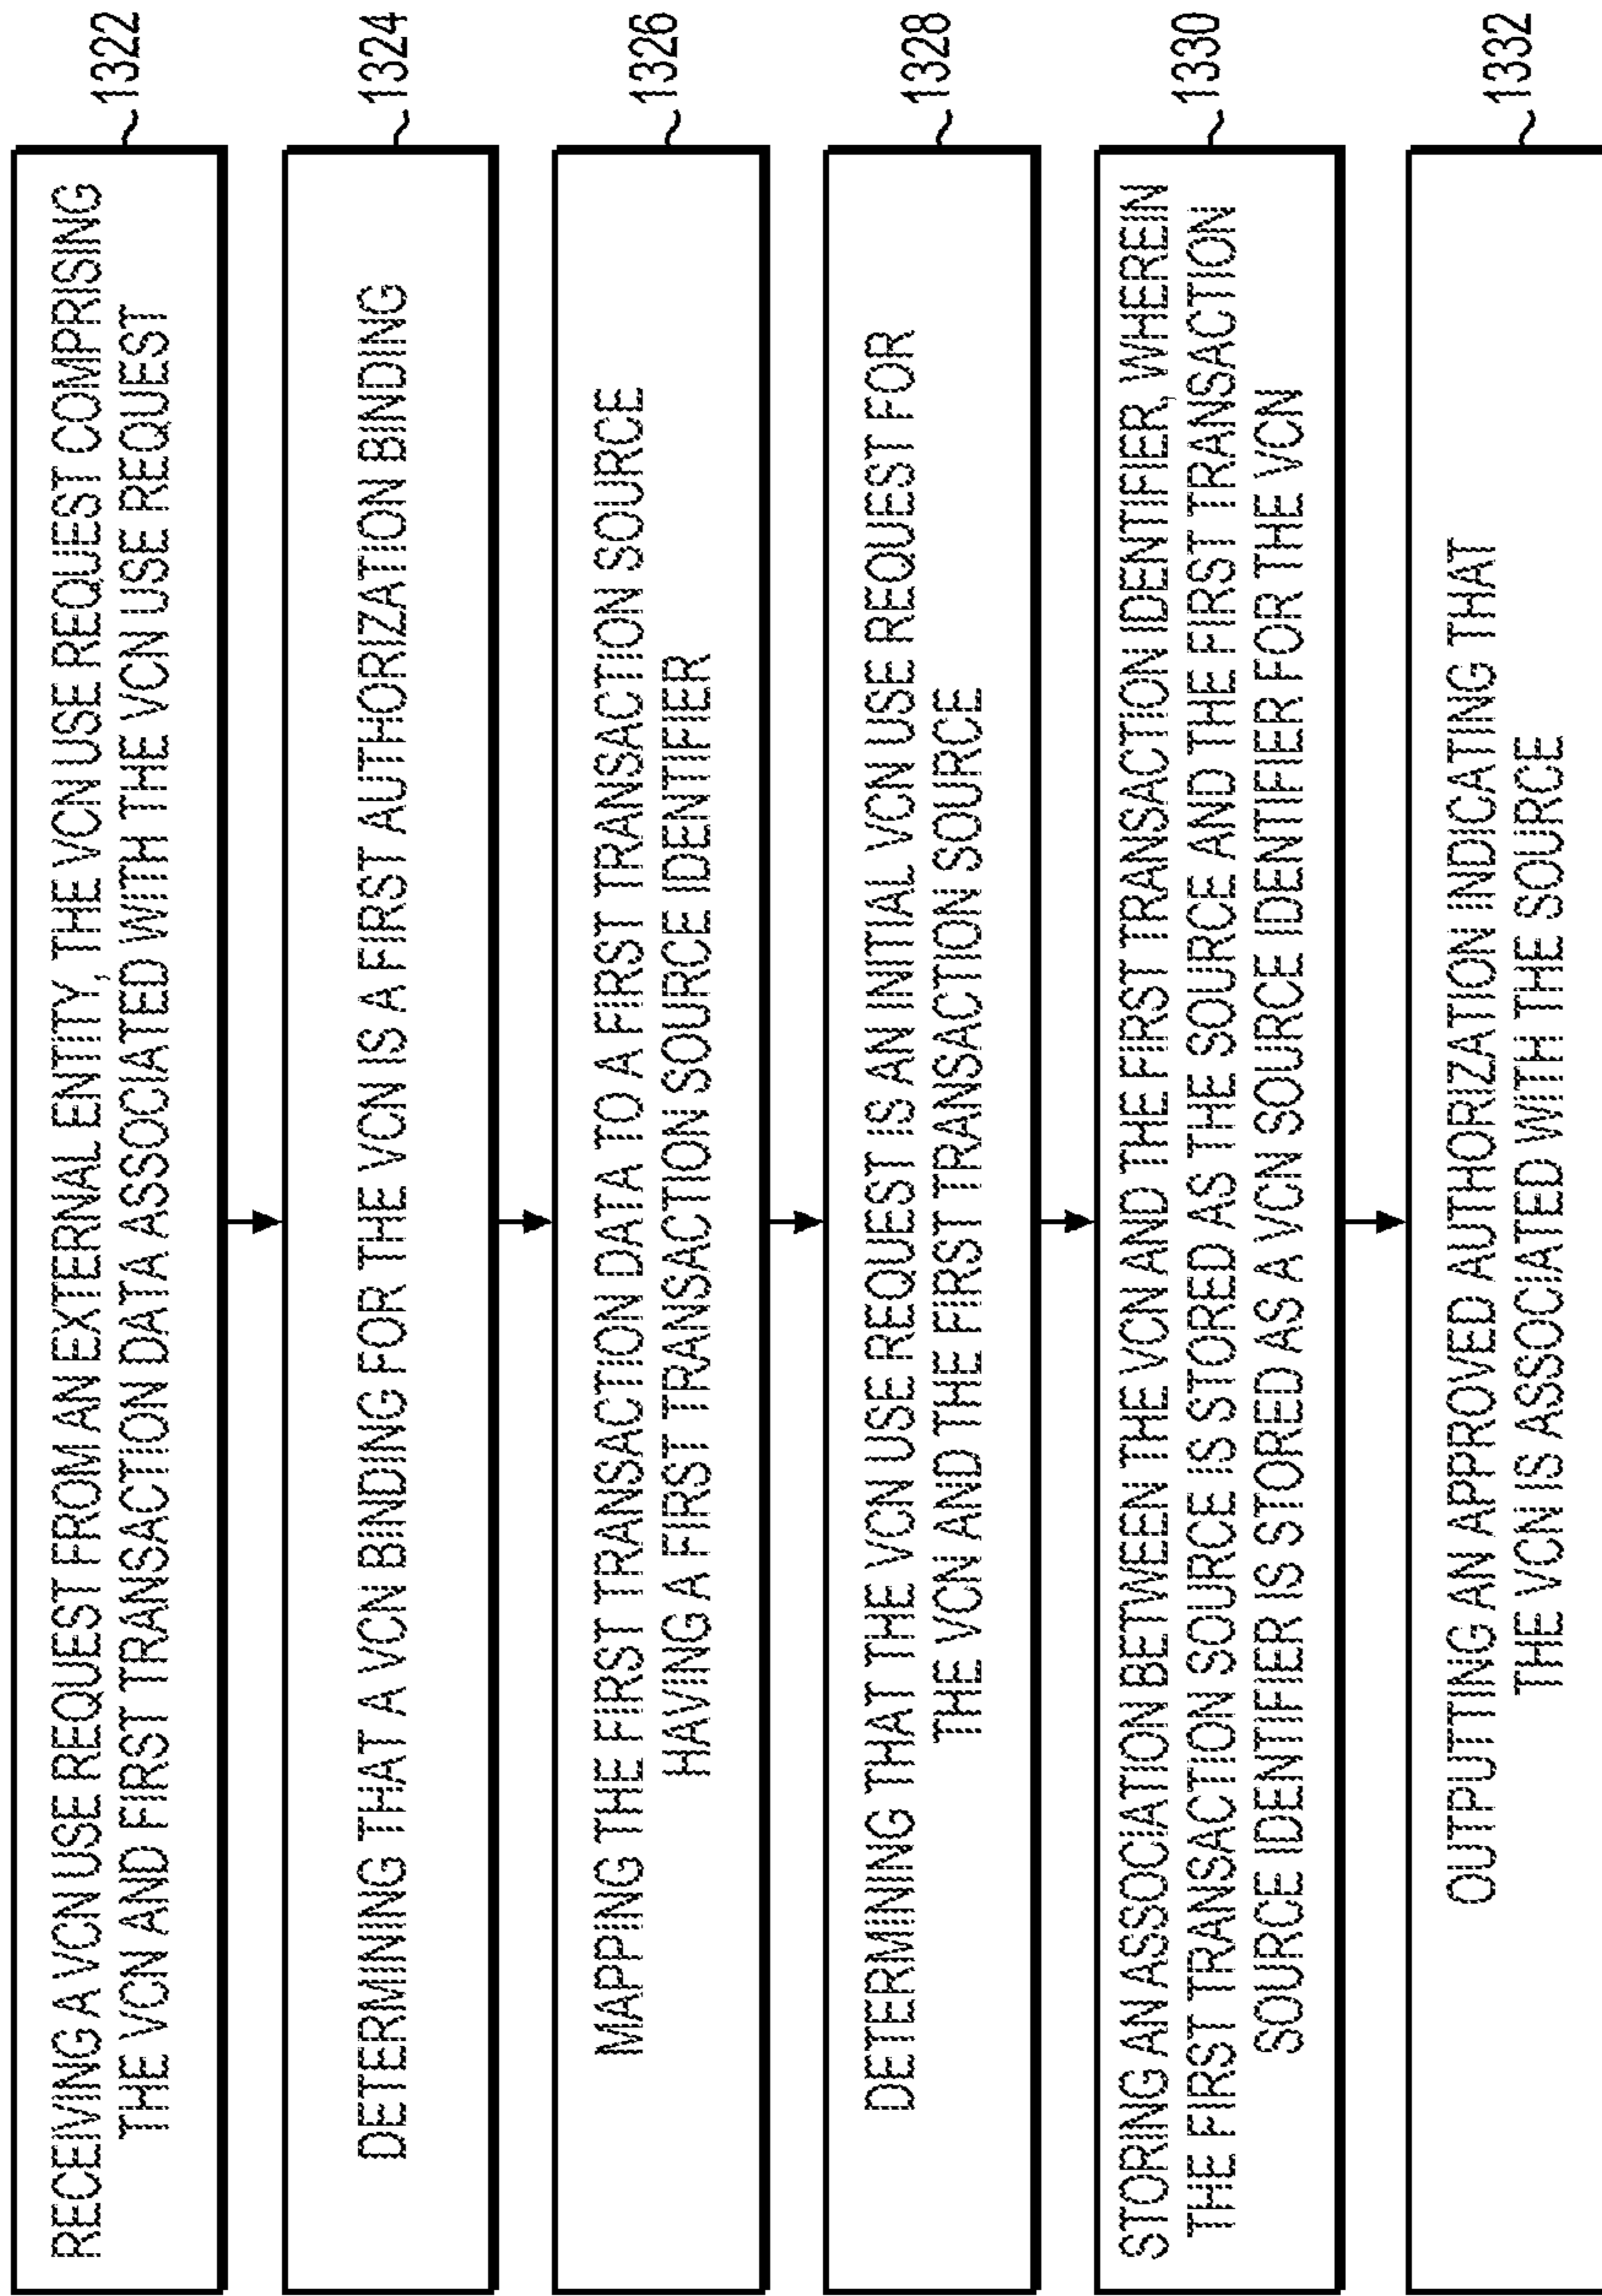 RECEIVING A VCN USE REQUEST FROM AN EXTERNAL ENTITY, THE VCN USE REQUEST COMPRISING
THE VCN AND FIRST TRANSACTION DATA ASSOCIATED WITH THE VCN USE REQUEST
1322
DETERMINING THAT A VCN BINDING FOR THE VCN IS A FIRST AUTHORIZATION BINDING
1324
MAPPING THE FIRST TRANSACTION DATA TO A FIRST TRANSACTION SOURCE
HAVING A FIRST TRANSACTION SOURCE IDENTIFIER
1326
DETERMINING THAT THE VCN USE REQUEST IS AN INITIAL VCN USE REQUEST FOR
THE VCN AND THE FIRST TRANSACTION SOURCE
1328
STORING AN ASSOCIATION BETWEEN THE VCN AND THE FIRST TRANSACTION IDENTIFIER, WHEREIN
THE FIRST TRANSACTION SOURCE IS STORED AS THE SOURCE AND THE FIRST TRANSACTION
SOURCE IDENTIFIER IS STORED AS A VCN SOURCE IDENTIFIER FOR THE VCN
1330
OUTPUTTING AN APPROVED AUTHORIZATION INDICATING THAT
THE VCN IS ASSOCIATED WITH THE SOURCE
1332